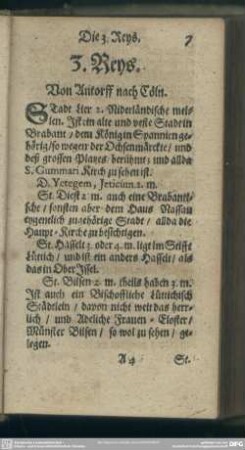 Die 3. Reys. 7
3. Reys.
Von Antorff nach Cöln.
Stadt Lier 2. Niderländische meis-
len. Ist ein alte und veste Stadt in
Brabant / dem König in Spannien ge-
hörig / so wegen der Ochsenmärckte / und
deß grossen Platzes / berühmt; und allda
S. Gummari Kirch zu sehen ist.
D. Yetegem, Jeticum 2. m.
St. Diest 2. m. auch eine Brabanti-
sche / sonsten aber dem Haus Nassau
eygentlich zugehörige Stadt / allda die
Haupt-Kirche zu besichtigen.
St. Hasselt 3. oder 4. m. ligt im Stifft
Lüttich / und ist ein anders Hasselt / als
das in Ober Issel.
St. Bilsen 2. m. theils haben 3. m.
Ist auch ein Bischoffliche Lüttichisch
Städtlein / davon nicht weit das herr-
lich / und Adeliche Frauen-Closter /
Münster Bilsen / so wol zu sehen / ge-
legen.
A 4 St.